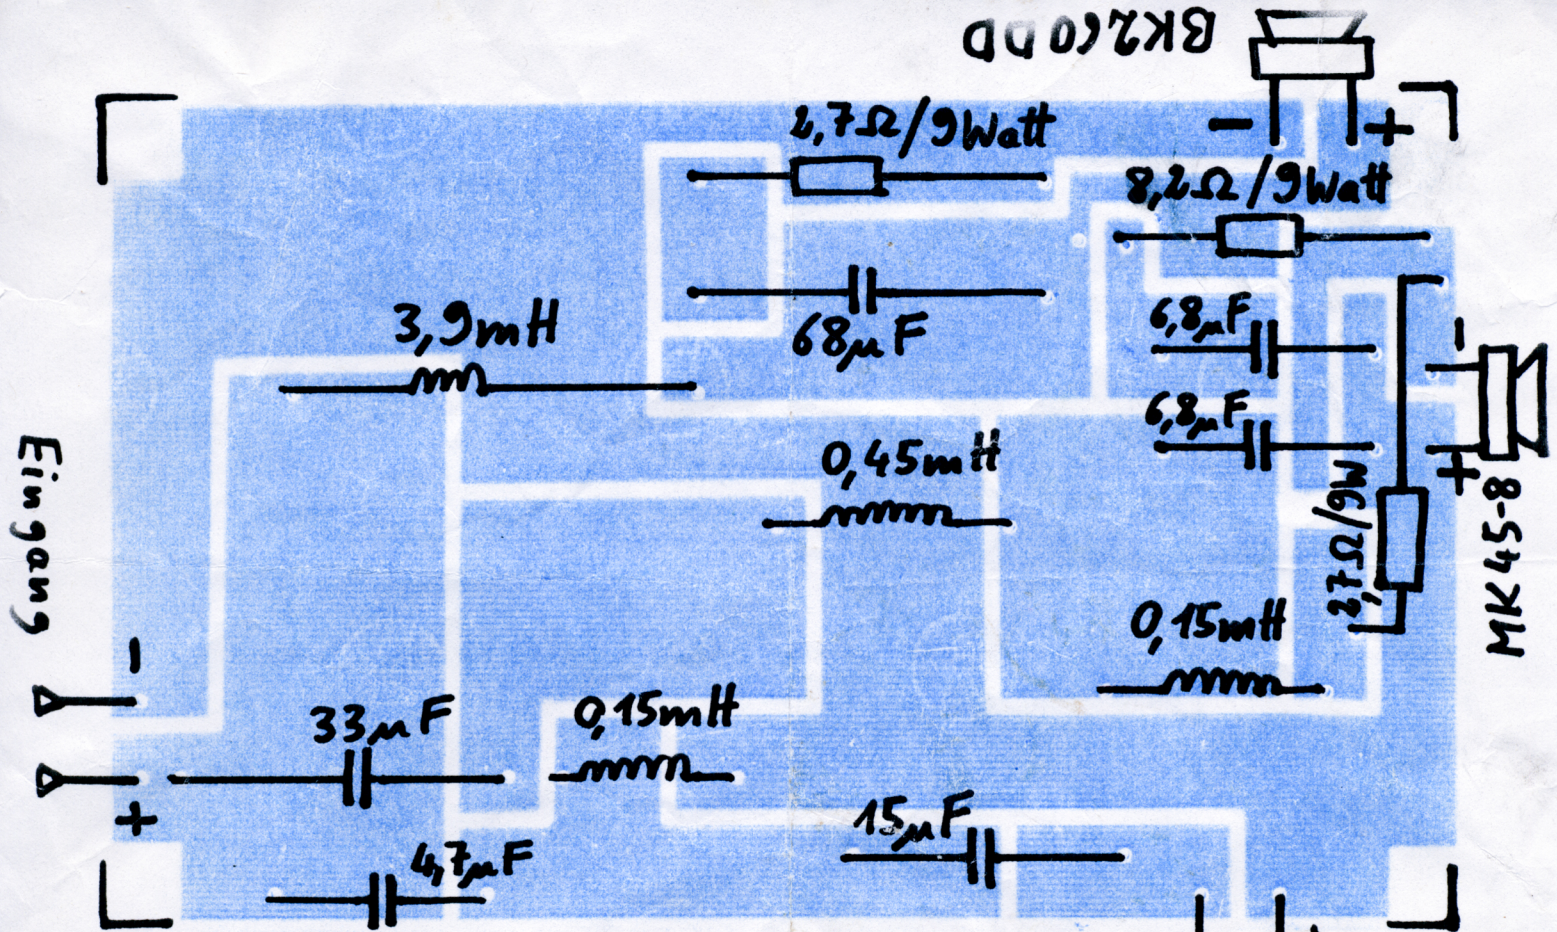 BK260DD
2,7Ω/9Watt
- +
8,2Ω/9Watt
3,9mH
68µF
6,8µF
-
6,8µF
0,45mH
+
Eingang
2,7Ω/9W
MK45-8
0,15mH
-
33µF
0,15mH
+
15µF
4,7µF